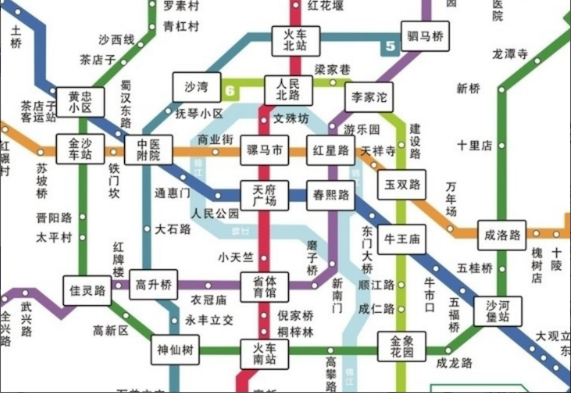 罗素村
红花堰
园
医院
土桥
青杠村
沙西线
火车北站
5
驷马桥
龙潭寺
茶店子
黄忠小区
沙湾
6
人民北路
梁家巷
李家沱
新桥
茶店子客运站
蜀汉东路
抚琴小区
文殊坊
游乐园
建设路
金沙车站
中医附院
商业街
骡马市
红星路
天祥寺
十里店
红碾村
苏坡桥
铁门坎
锦江
锦江
玉双路
万年场
通惠门
天府广场
春熙路
晋阳路
人民公园
太平村
大石路
锦江
东门大桥
牛王庙
成洛路
槐树店
十陵
红牌楼
小天竺
磨子桥
五桂桥
佳灵路
高升桥
衣冠庙
省体育馆
新南门
顺江路
牛市口
五福桥
沙河堡站
全兴路
武兴路
高新区
永丰立交
倪家桥
桐梓林
成仁路
神仙树
火车南站
高攀路
锦江
金象花园
成龙路
大观立交